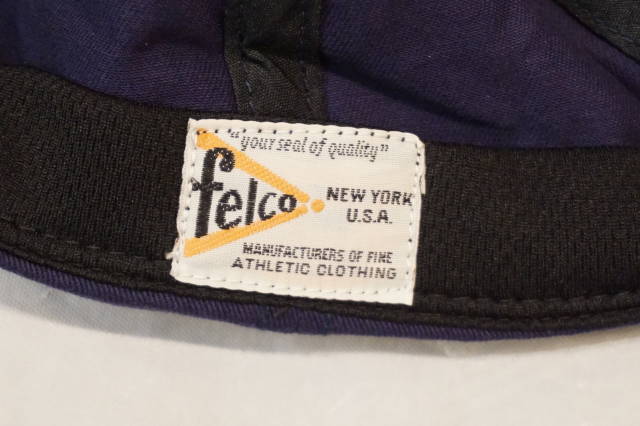 "your seal of quality"
felco
NEW YORK
U.S.A.
MANUFACTURERS OF FINE
ATHLETIC CLOTHING